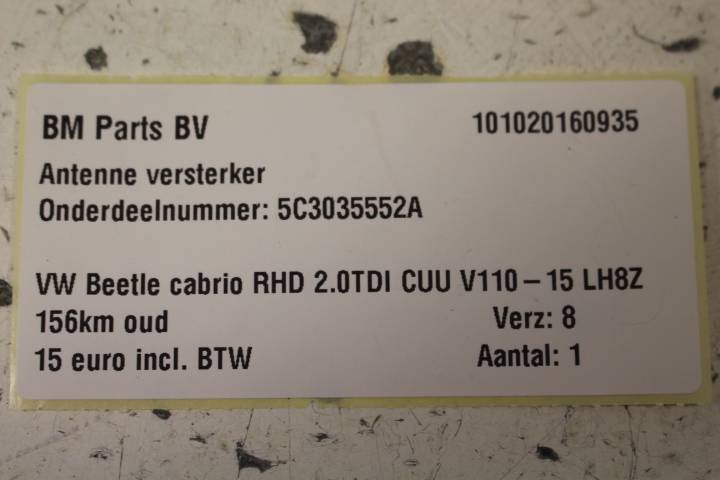 BM Parts BV 101020160935
Antenne versterker
Onderdeelnummer: 5C3035552A
VW Beetle cabrio RHD 2.0TDI CUU V110-15 LH8Z
156km oud Verz: 8
15 euro incl. BTW Aantal: 1